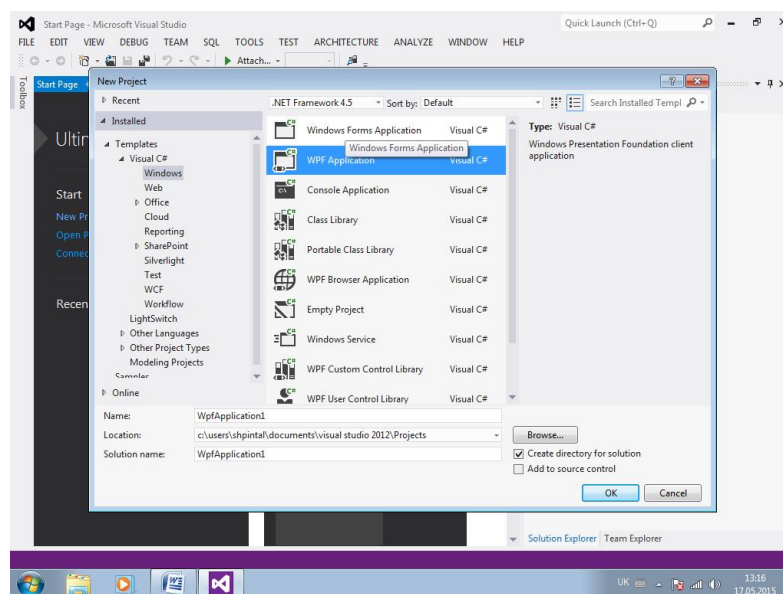 Start Page - Microsoft Visual Studio
Quick Launch (Ctrl+Q)
FILE EDIT VIEW DEBUG TEAM SQL TOOLS TEST ARCHITECTURE ANALYZE WINDOW HELP
Attach...
Toolbox
Start Page
Ultir
Start
New Pr
Open P
Connec
Recen
New Project
Recent
Installed
Templates
Visual C#
Windows
Web
Office
Cloud
Reporting
SharePoint
Silverlight
Test
WCF
Workflow
LightSwitch
Other Languages
Other Project Types
Modeling Projects
Samples
Online
.NET Framework 4.5 Sort by: Default
Search Installed Templ
Windows Forms Application Visual C#
Windows Forms Application
WPF Application Visual C#
Console Application Visual C#
Class Library Visual C#
Portable Class Library Visual C#
WPF Browser Application Visual C#
Empty Project Visual C#
Windows Service Visual C#
WPF Custom Control Library Visual C#
WPF User Control Library Visual C#
Type: Visual C#
Windows Presentation Foundation client
application
Name: WpfApplication1
Location: c:\users\shpintal\documents\visual studio 2012\Projects
Browse...
Solution name: WpfApplication1
Create directory for solution
Add to source control
OK Cancel
Solution Explorer Team Explorer
UK
13:16
17.05.2015